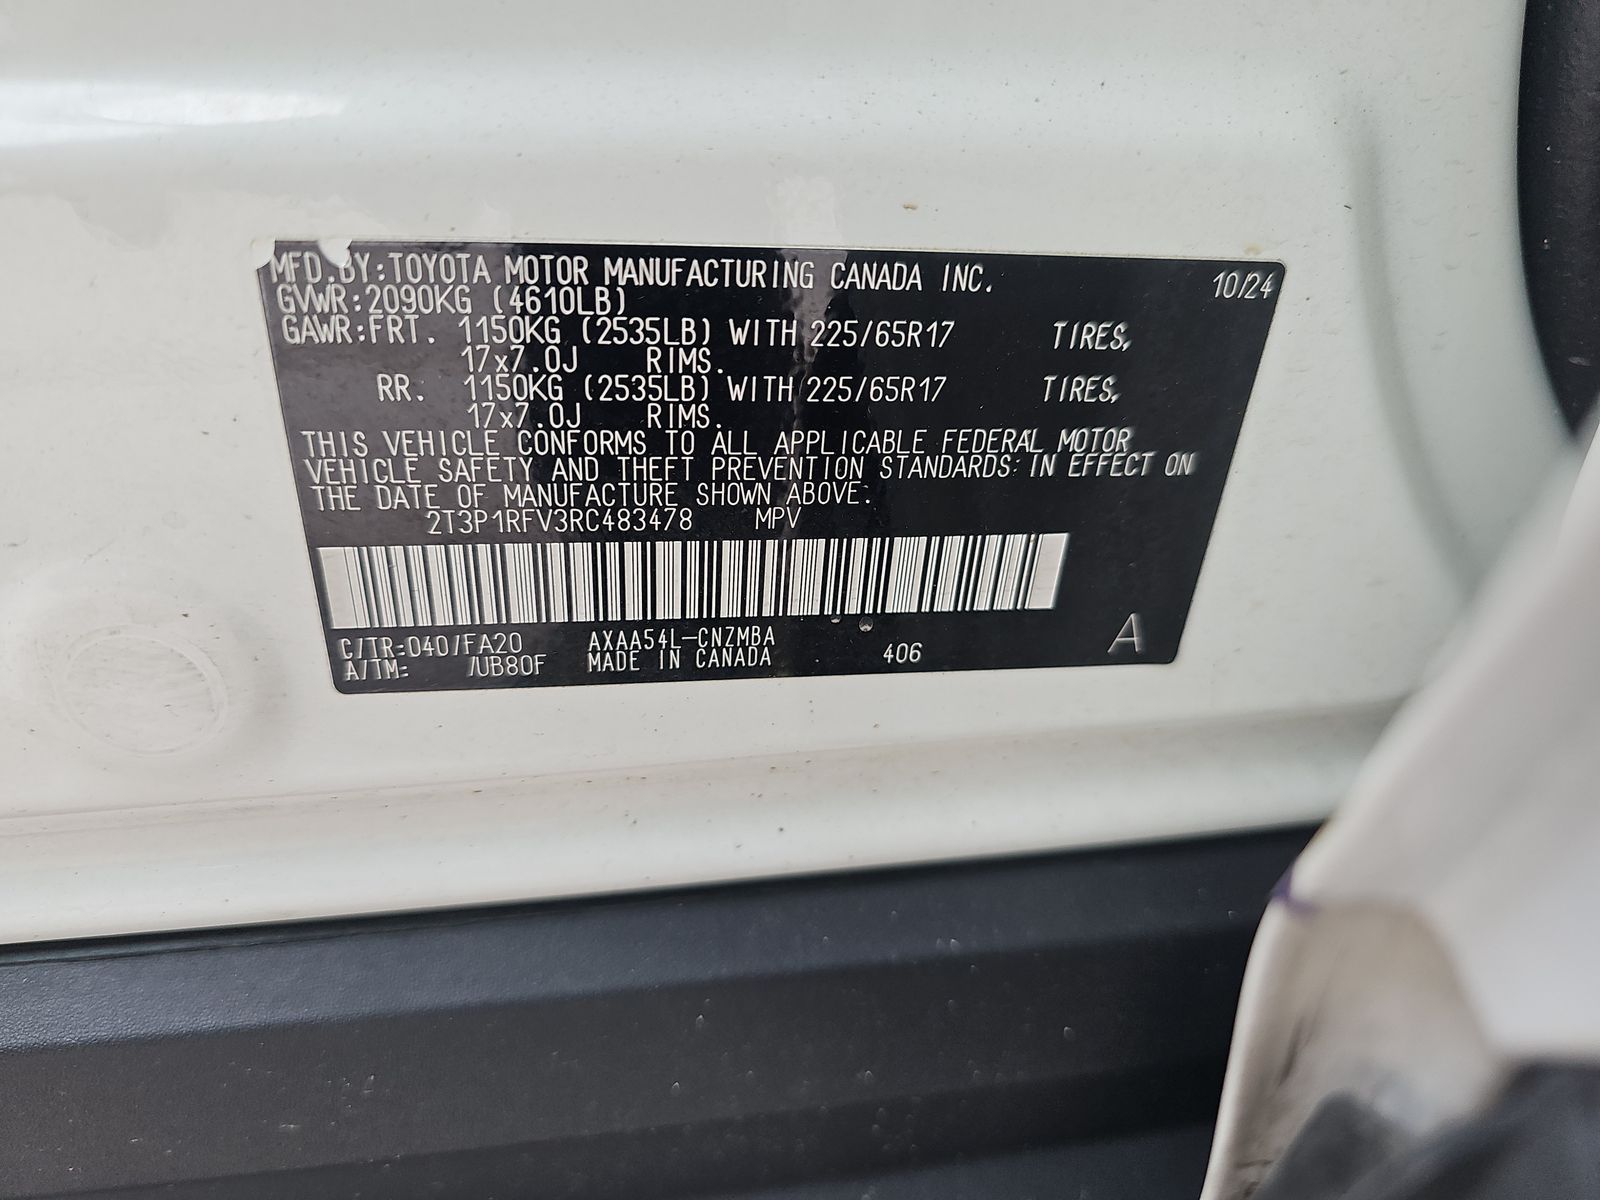 MFD.BY:TOYOTA MOTOR MANUFACTURING CANADA INC. 10/24
GVWR:2090KG (4610LB)
GAWR:FRT. 1150KG (2535LB) WITH 225/65R17 TIRES,
17x7.0J RIMS.
RR. 1150KG (2535LB) WITH 225/65R17 TIRES,
17x7.0J RIMS.
THIS VEHICLE CONFORMS TO ALL APPLICABLE FEDERAL MOTOR
VEHICLE SAFETY AND THEFT PREVENTION STANDARDS IN EFFECT ON
THE DATE OF MANUFACTURE SHOWN ABOVE.
2T3P1RFV3RC483478 MPV
C/TR:040/FA20 AXAA54L-CNZMBA
A/TM: /UB80F MADE IN CANADA 406 A